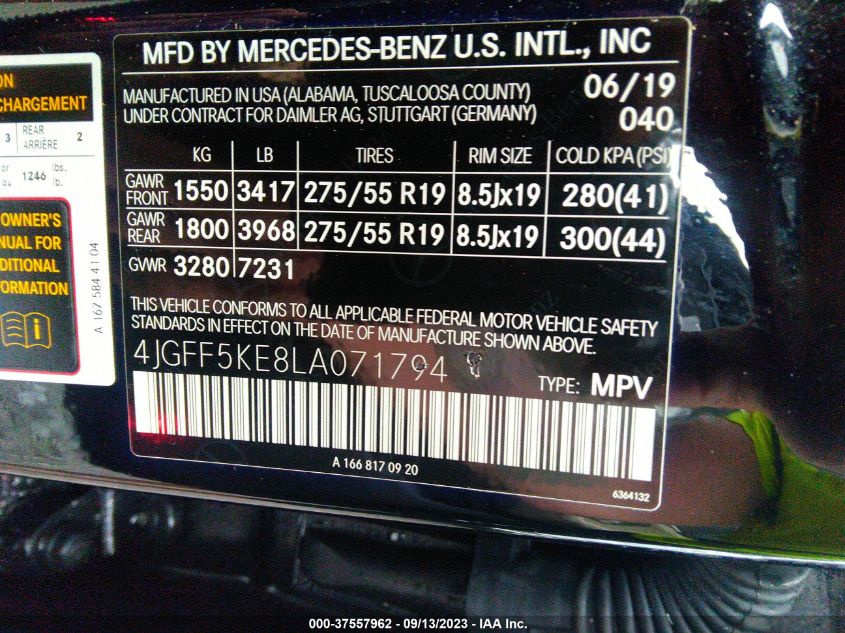 ON
CHARGEMENT
3 REAR ARRIÈRE 2
or ou 1246 lbs. lb.
OWNER'S
MANUAL FOR
DDITIONAL
FORMATION
A 167 584 41 04
MFD BY MERCEDES-BENZ U.S. INTL., INC
MANUFACTURED IN USA (ALABAMA, TUSCALOOSA COUNTY) 06/19
UNDER CONTRACT FOR DAIMLER AG, STUTTGART (GERMANY) 040
KG LB TIRES RIM SIZE COLD KPA (PSI)
GAWR FRONT 1550 3417 275/55 R19 8.5Jx19 280(41)
GAWR REAR 1800 3968 275/55 R19 8.5Jx19 300(44)
GVWR 3280 7231
THIS VEHICLE CONFORMS TO ALL APPLICABLE FEDERAL MOTOR VEHICLE SAFETY
STANDARDS IN EFFECT ON THE DATE OF MANUFACTURE SHOWN ABOVE.
4JGFF5KE8LA071794
TYPE: MPV
A 166 817 09 20
6364132
000-37557962 - 09/13/2023 - IAA Inc.